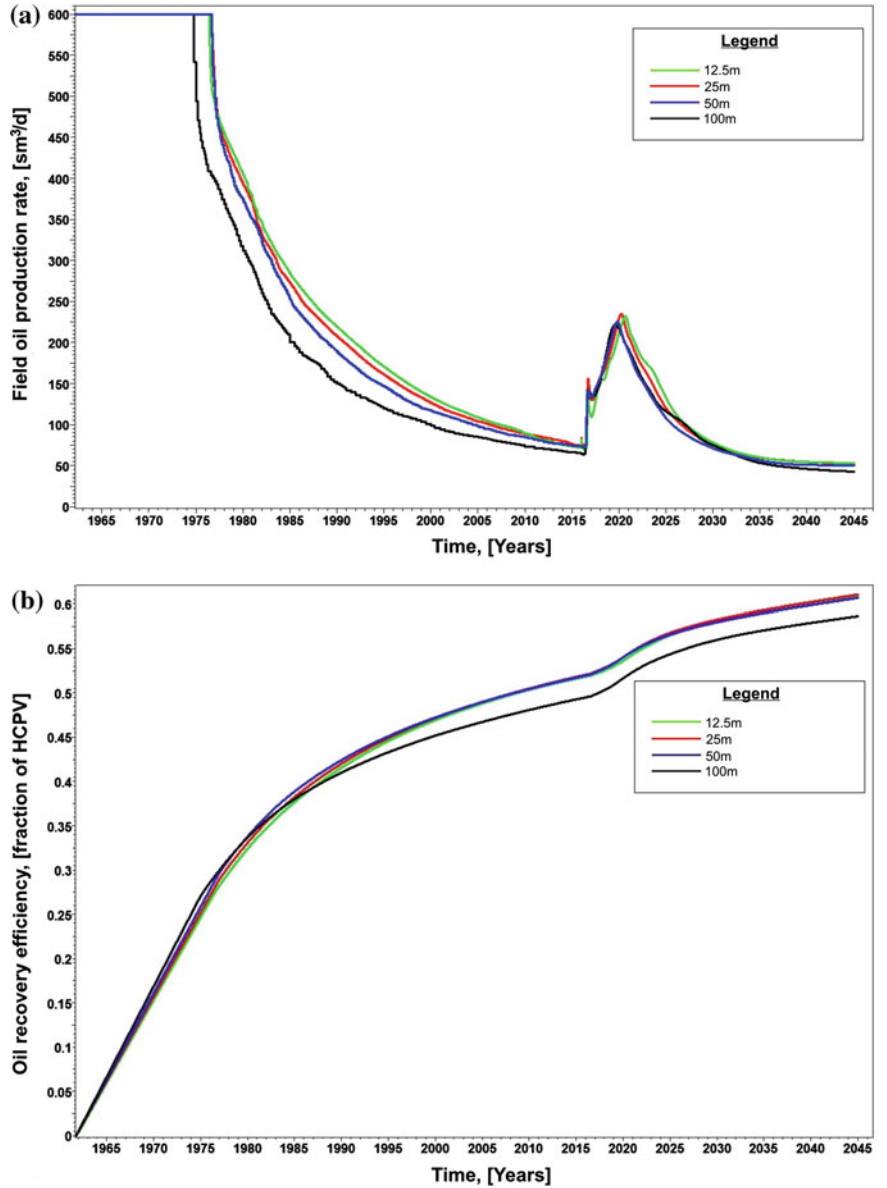 (a)
600
550
500
450
400
350
300
250
200
150
100
50
0
Field oil production rate, [sm³/d]
Legend
12.5m
25m
50m
100m
1965 1970 1975 1980 1985 1990 1995 2000 2005 2010 2015 2020 2025 2030 2035 2040 2045
Time, [Years]
(b)
0.6
0.55
0.5
0.45
0.4
0.35
0.3
0.25
0.2
0.15
0.1
0.05
0
Oil recovery efficiency, [fraction of HCPV]
Legend
12.5m
25m
50m
100m
1965 1970 1975 1980 1985 1990 1995 2000 2005 2010 2015 2020 2025 2030 2035 2040 2045
Time, [Years]